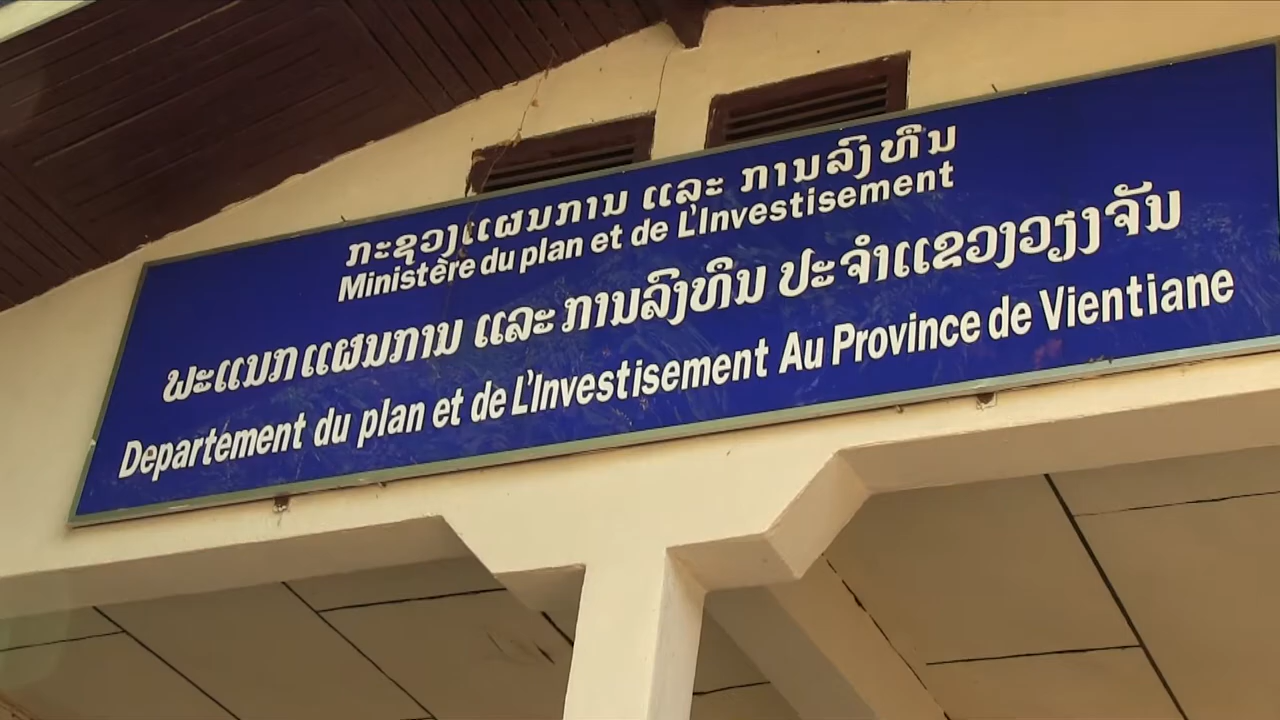 ກະຊວງແຜນການ ແລະ ການລົງທຶນ
Ministère du plan et de L'Investisement
ພະແນກແຜນການ ແລະ ການລົງທຶນ ປະຈໍາແຂວງວຽງຈັນ
Departement du plan et de L'Investisement Au Province de Vientiane